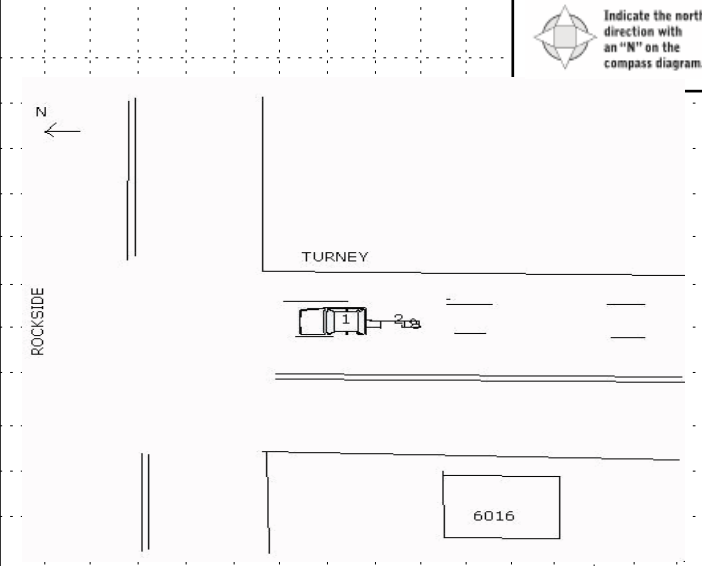 Indicate the north
direction with
an "N" on the
compass diagram.
N
TURNEY
ROCKSIDE
1
2
6016